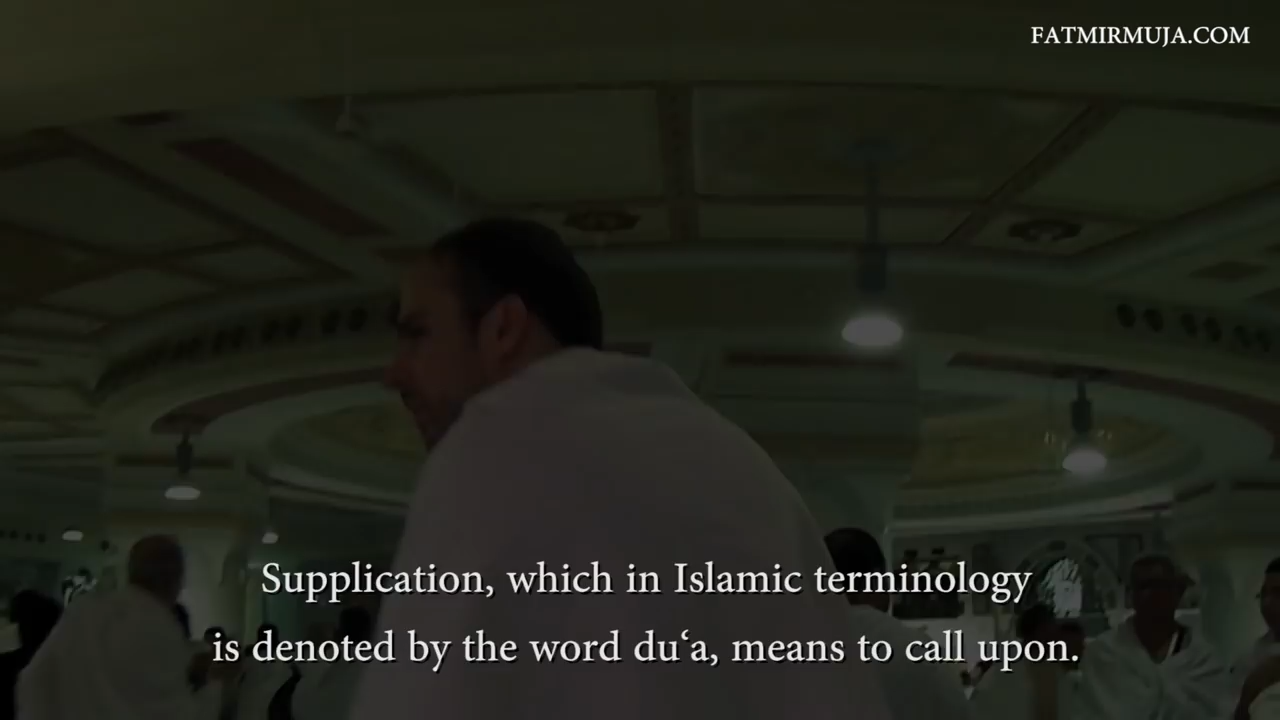 FATMIRMUJA.COM
Supplication, which in Islamic terminology
is denoted by the word du‘a, means to call upon.